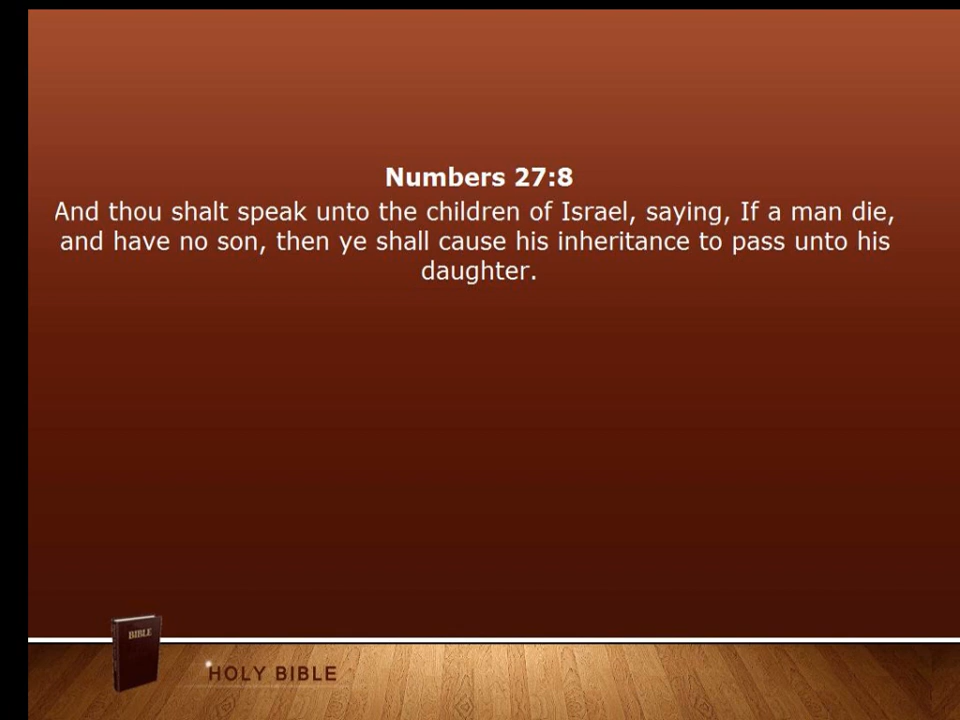 Numbers 27:8
And thou shalt speak unto the children of Israel, saying, If a man die,
and have no son, then ye shall cause his inheritance to pass unto his
daughter.
BIBLE
HOLY BIBLE